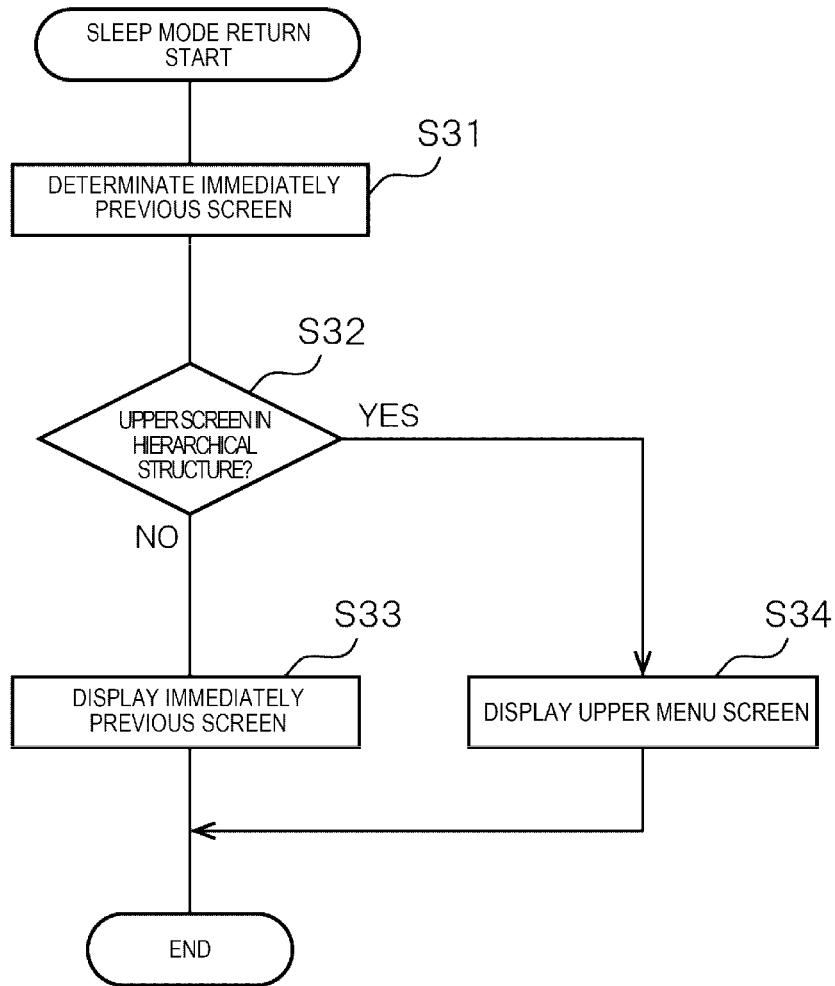 SLEEP MODE RETURN
START
S31
DETERMINATE IMMEDIATELY
PREVIOUS SCREEN
S32
UPPER SCREEN IN
HIERARCHICAL
STRUCTURE?
YES
NO
S33
DISPLAY IMMEDIATELY
PREVIOUS SCREEN
S34
DISPLAY UPPER MENU SCREEN
END